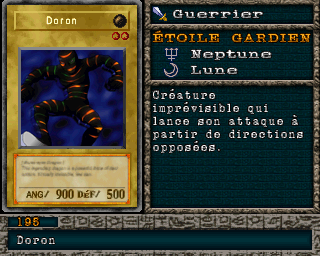 Doron
ANG/ 900 DÉF/ 500
Guerrier
ÉTOILE GARDIEN
Neptune
Lune
Créature
imprévisible qui
lance son attaque à
partir de directions
opposées.
195
Doron